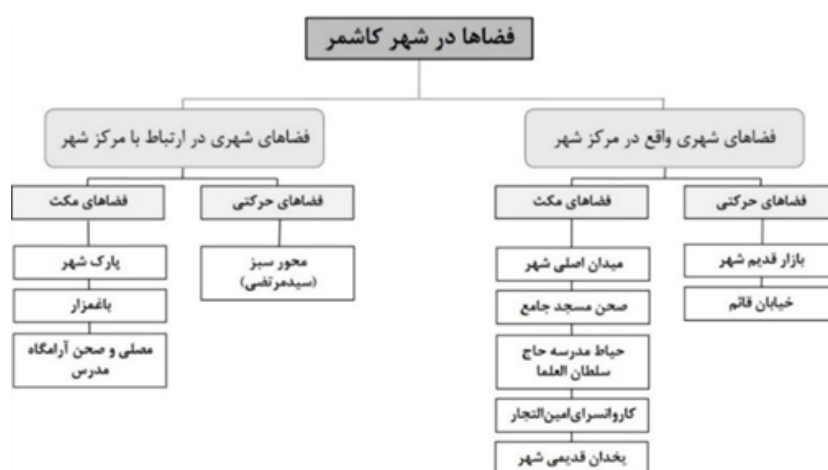 فضاها در شهر کاشمر
فضاهای شهری واقع در مرکز شهر
فضاهای حرکتی
بازار قدیم شهر
خیابان قائم
فضاهای مکث
میدان اصلی شهر
صحن مسجد جامع
حیاط مدرسه حاج
سلطان العلما
کاروانسرای‌امین‌التجار
یخدان قدیمی شهر
فضاهای شهری در ارتباط با مرکز شهر
فضاهای حرکتی
محور سبز
(سیدمرتضی)
فضاهای مکث
پارک شهر
باغمزار
مصلی و صحن آرامگاه
مدرس